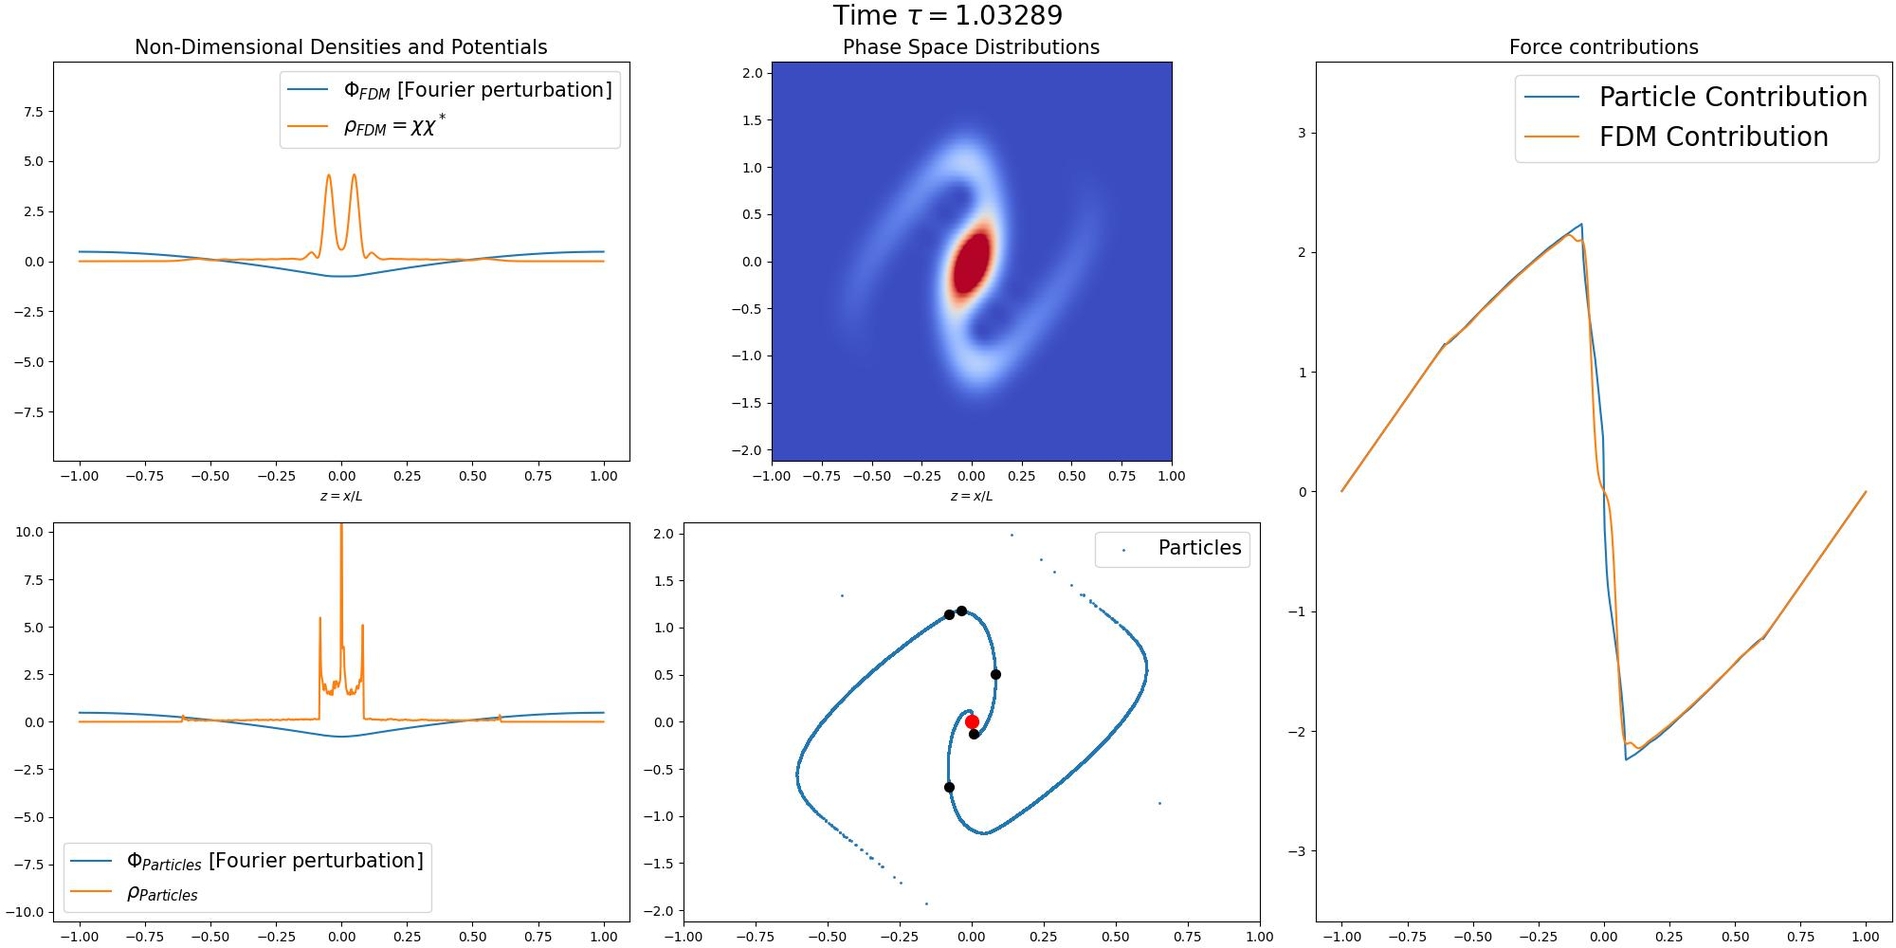 Time τ = 1.03289
Non-Dimensional Densities and Potentials
Φ_FDM [Fourier perturbation]
ρ_FDM = χχ*
7.5
5.0
2.5
0.0
−2.5
−5.0
−7.5
−1.00 −0.75 −0.50 −0.25 0.00 0.25 0.50 0.75 1.00
z = x/L
Phase Space Distributions
2.0
1.5
1.0
0.5
0.0
−0.5
−1.0
−1.5
−2.0
−1.00 −0.75 −0.50 −0.25 0.00 0.25 0.50 0.75 1.00
z = x/L
Force contributions
Particle Contribution
FDM Contribution
3
2
1
0
−1
−2
−3
−1.00 −0.75 −0.50 −0.25 0.00 0.25 0.50 0.75 1.00
10.0
7.5
5.0
2.5
0.0
−2.5
−5.0
−7.5
−10.0
Φ_Particles [Fourier perturbation]
ρ_Particles
−1.00 −0.75 −0.50 −0.25 0.00 0.25 0.50 0.75 1.00
Particles
2.0
1.5
1.0
0.5
0.0
−0.5
−1.0
−1.5
−2.0
−1.00 −0.75 −0.50 −0.25 0.00 0.25 0.50 0.75 1.00